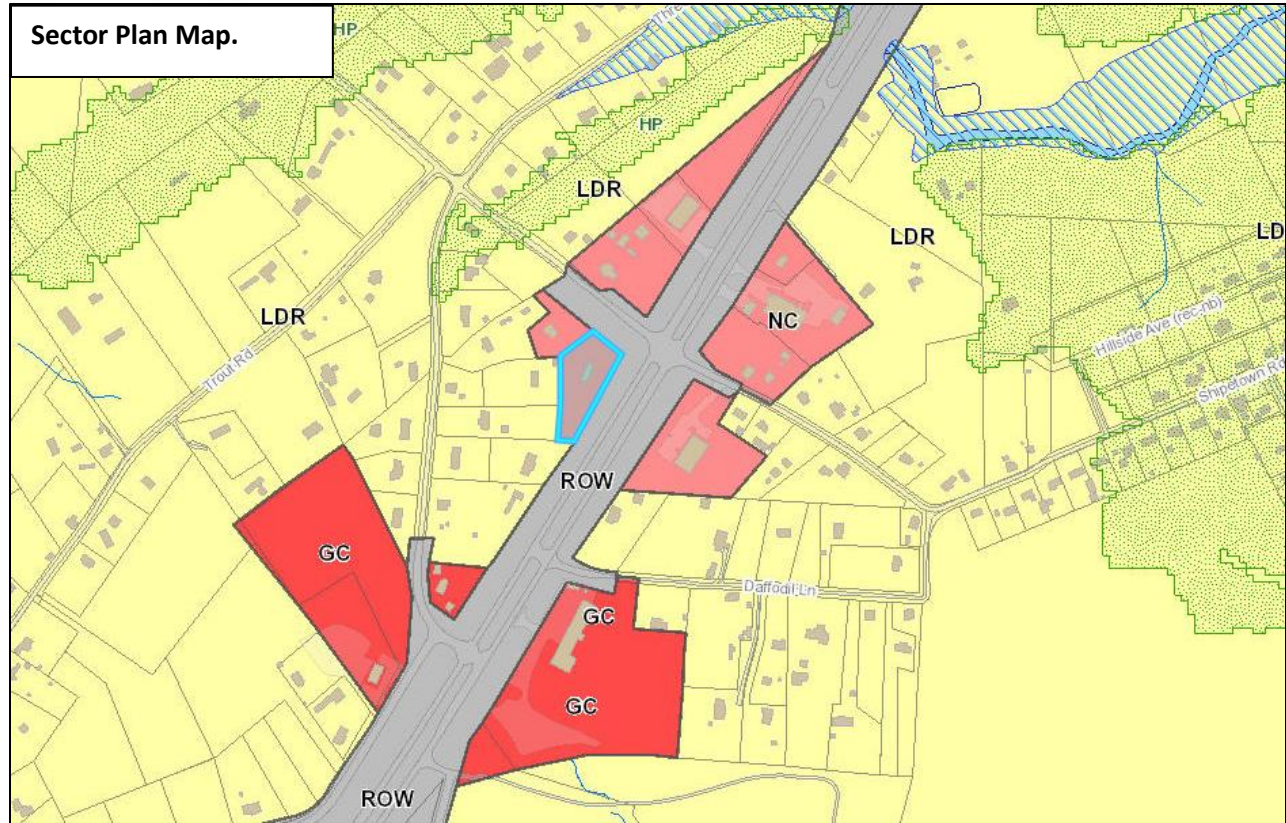 Sector Plan Map.
HP
Thre
HP
LDR
LDR
LD
Hillside Ave (rec-nb)
NC
LDR
Shipetown Rd
Trout Rd
ROW
GC
Daffodil Ln
GC
GC
ROW